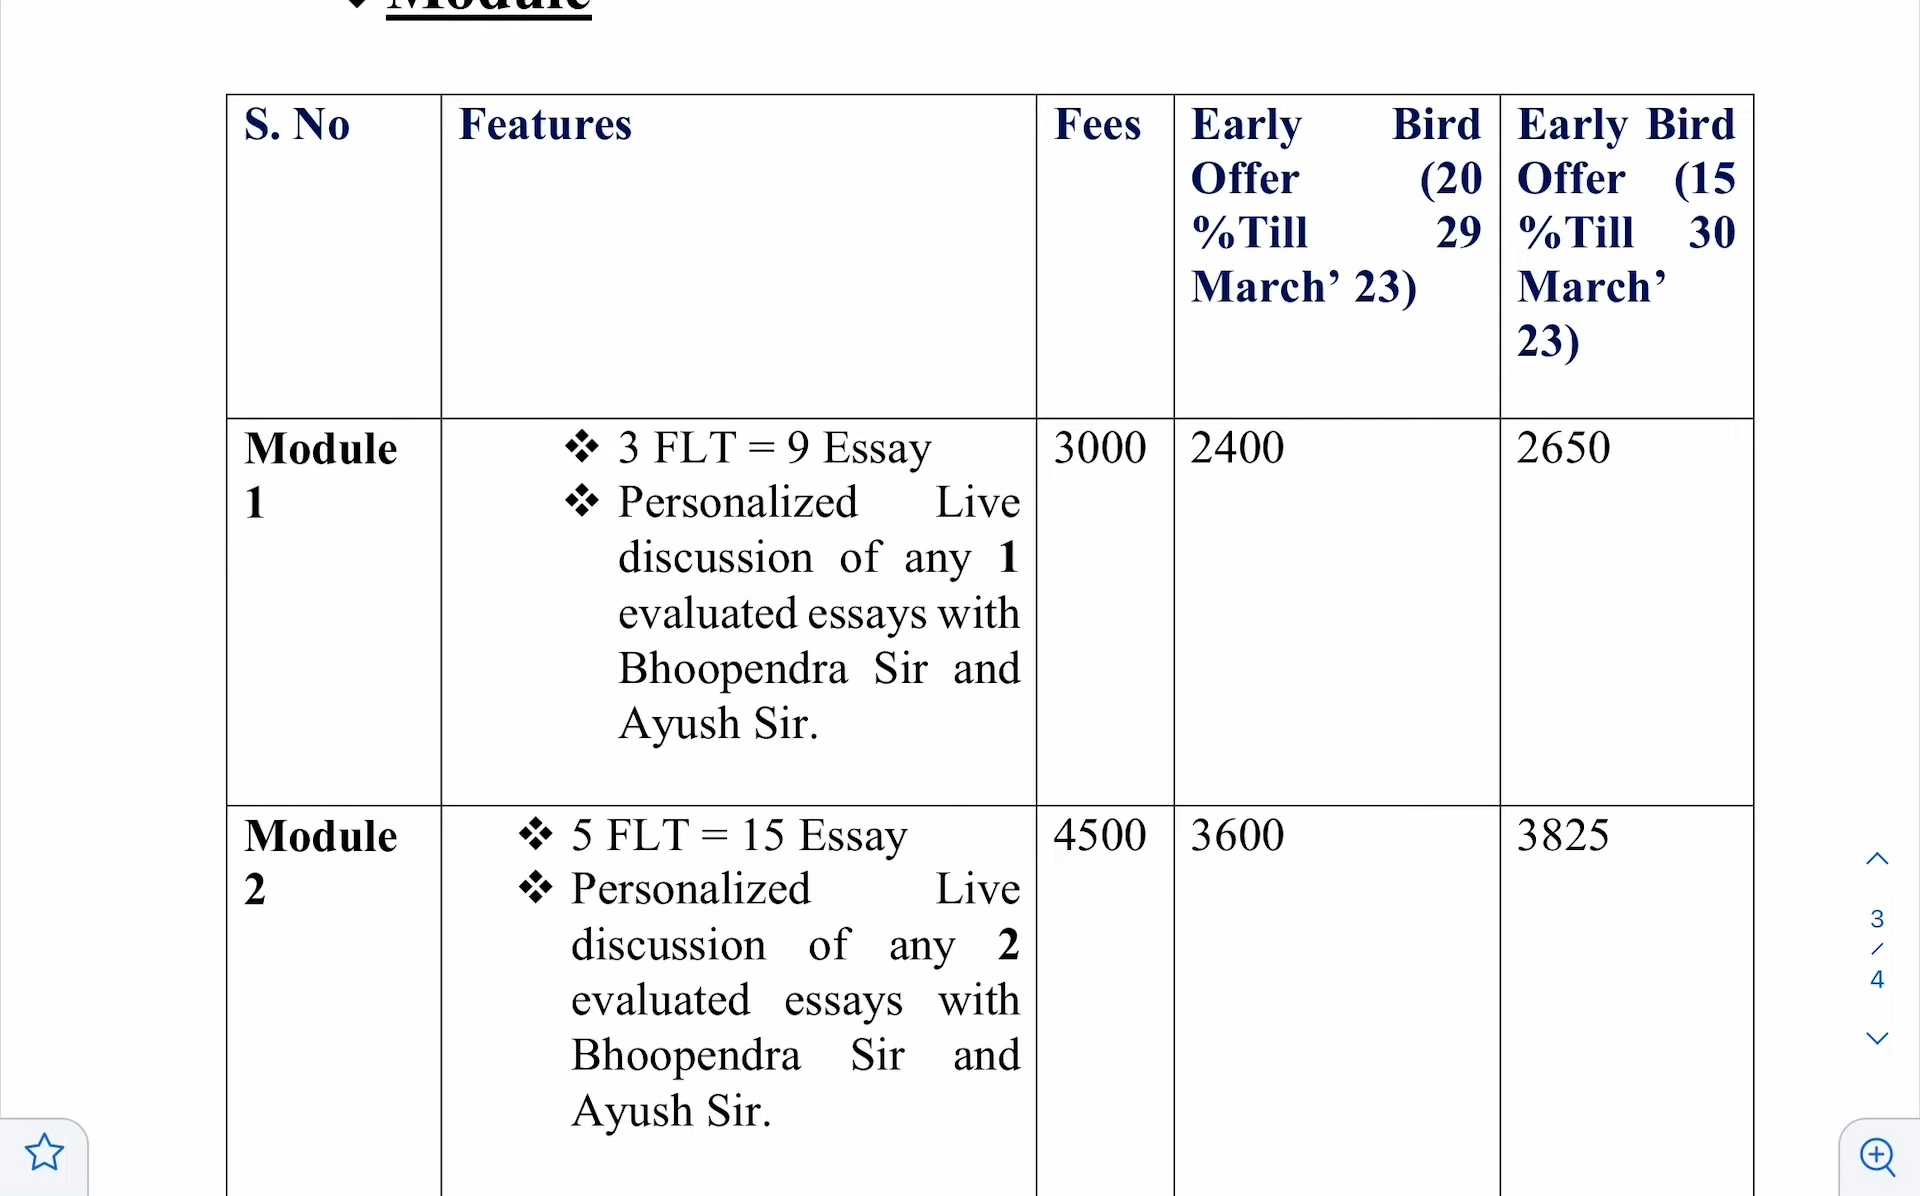 Module
S. No
Features
Fees
Early Bird
Offer (20
%Till 29
March’ 23)
Early Bird
Offer (15
%Till 30
March’
23)
Module
1
❖ 3 FLT = 9 Essay
❖ Personalized Live
discussion of any 1
evaluated essays with
Bhoopendra Sir and
Ayush Sir.
3000
2400
2650
Module
2
❖ 5 FLT = 15 Essay
❖ Personalized Live
discussion of any 2
evaluated essays with
Bhoopendra Sir and
Ayush Sir.
4500
3600
3825
3
/
4